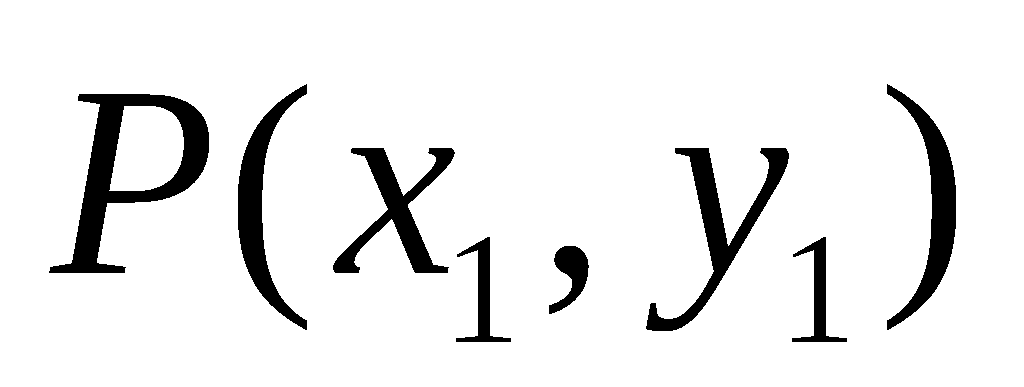 P(x₁, y₁)